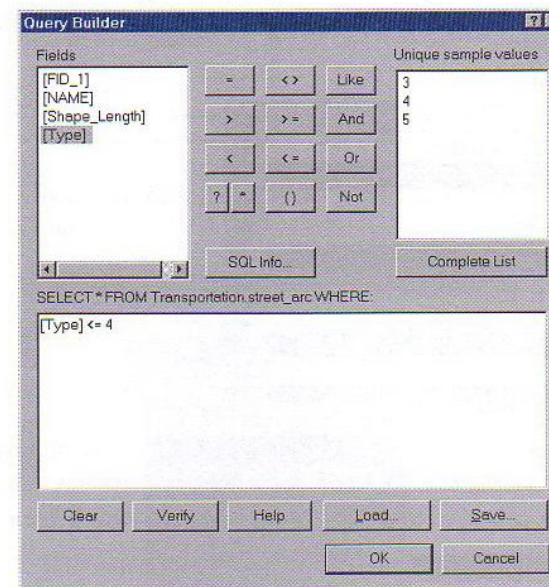 Query Builder
Fields
[FID_1]
[NAME]
[Shape_Length]
[Type]
= <> Like
> >= And
< <= Or
? * () Not
SQL Info...
Unique sample values
3
4
5
Complete List
SELECT * FROM Transportation.street_arc WHERE:
[Type] <= 4
Clear Verify Help Load... Save...
OK Cancel